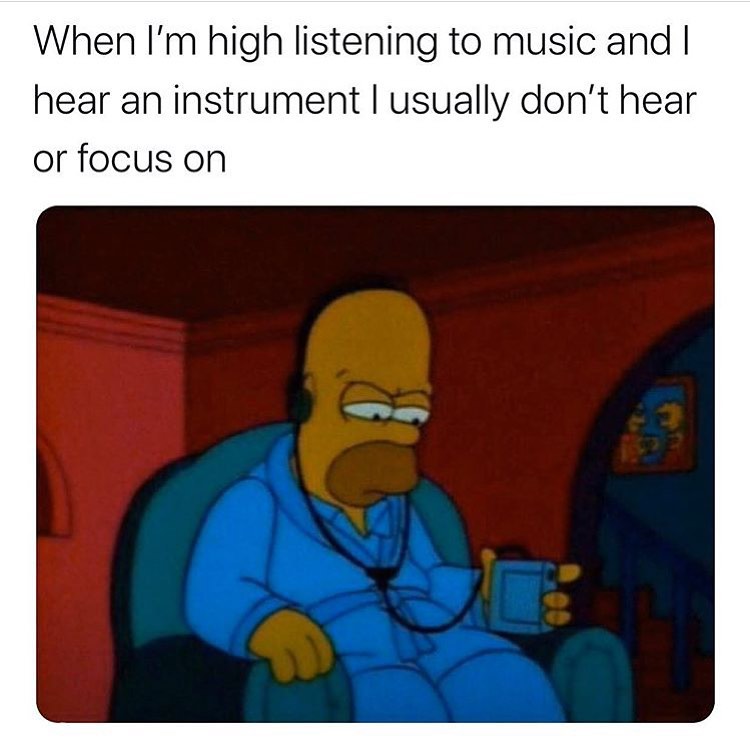 When I’m high listening to music and I
hear an instrument I usually don’t hear
or focus on